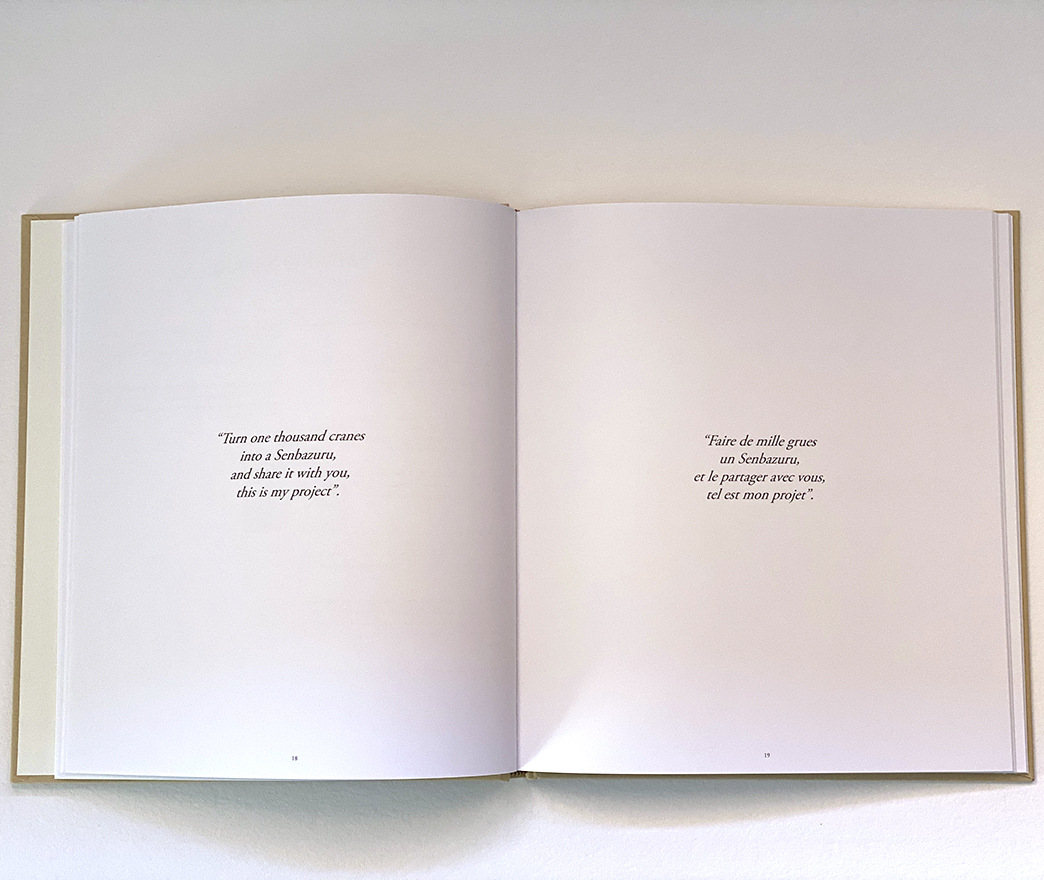 “Turn one thousand cranes
into a Senbazuru,
and share it with you,
this is my project”.
18
“Faire de mille grues
un Senbazuru,
et le partager avec vous,
tel est mon projet”.
19